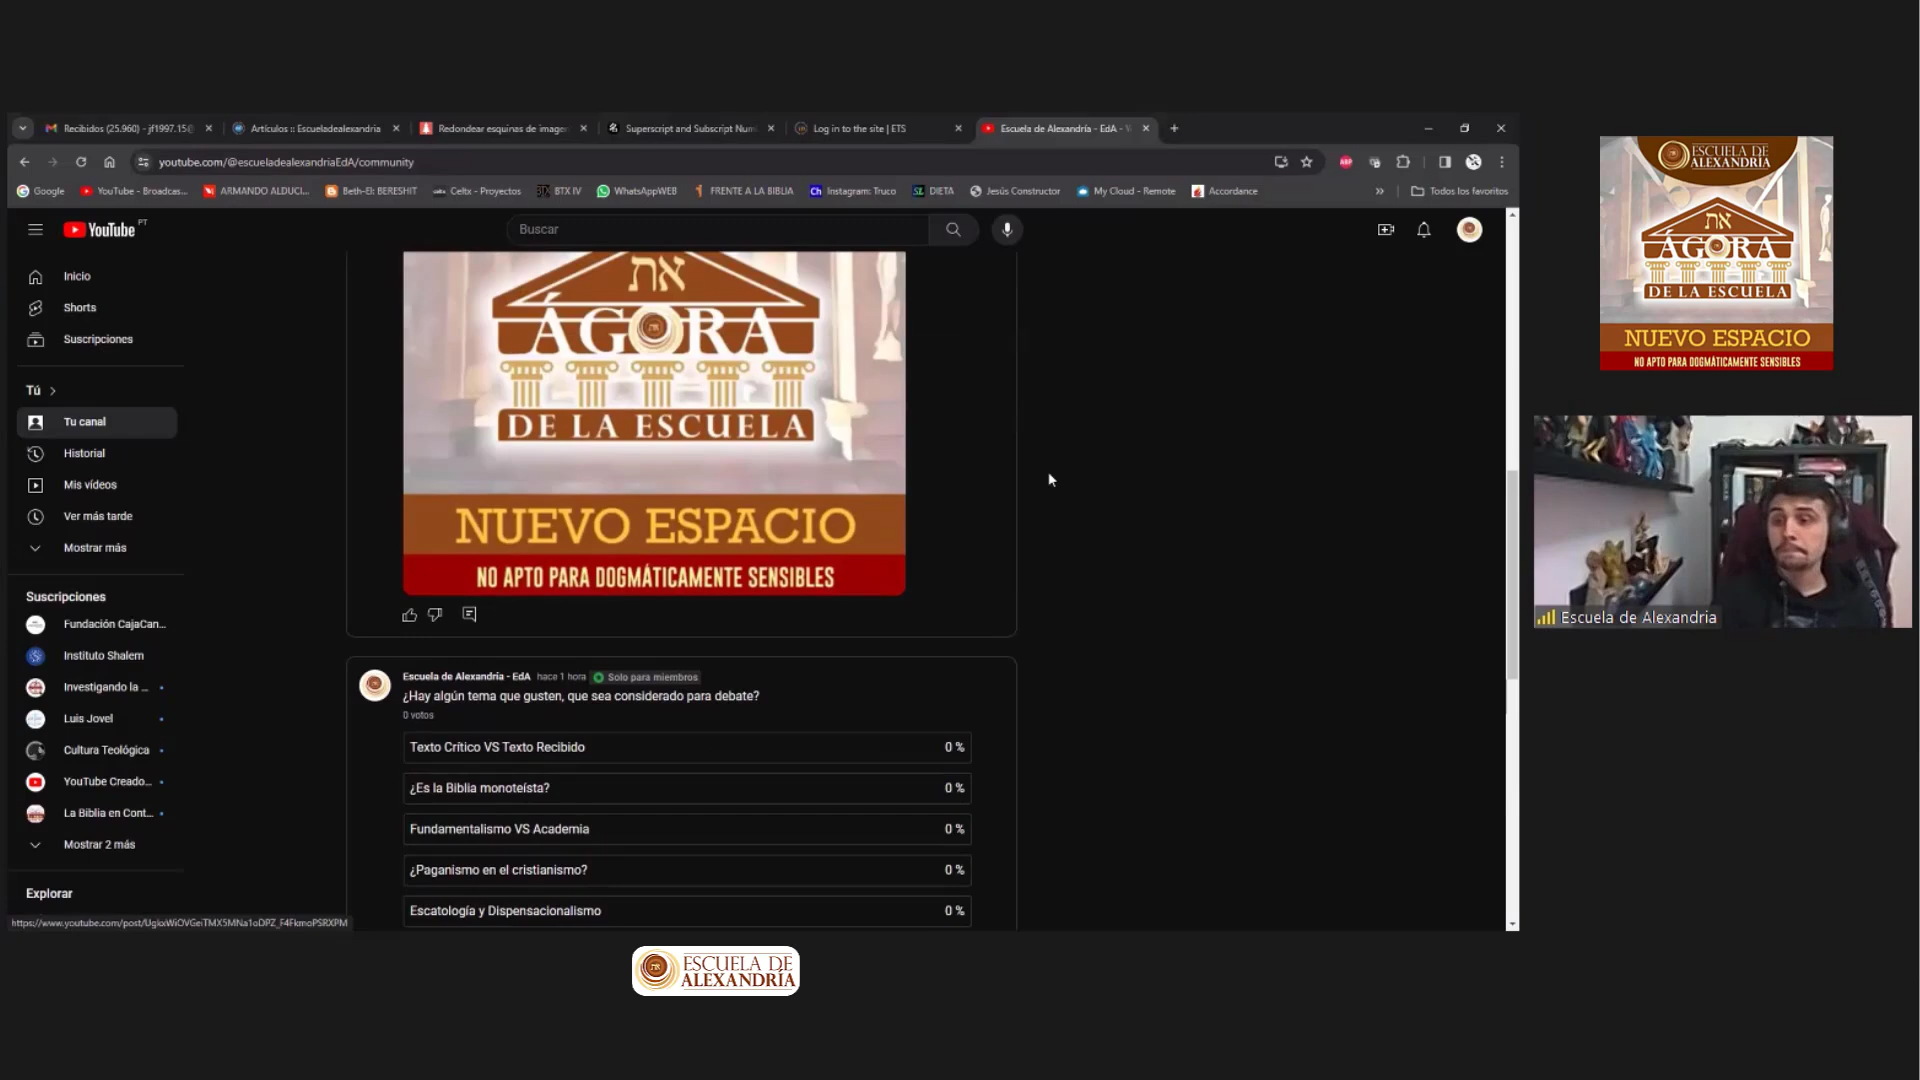 Recibidos (25.960) - jf1997.15@
Artículos :: Escueladealexandria
Redondear esquinas de imagen
Superscript and Subscript Num
Log in to the site | ETS
Escuela de Alexandría - EdA -
youtube.com/@escueladealexandriaEdA/community
ABP
Google
YouTube - Broadcas...
ARMANDO ALDUCI...
Beth-El: BERESHIT
Celtx - Proyectos
BTX IV
WhatsAppWEB
FRENTE A LA BIBLIA
Instagram: Truco
DIETA
Jesús Constructor
My Cloud - Remote
Accordance
Todos los favoritos
YouTube PT
Buscar
Inicio
Shorts
Suscripciones
Tú
Tu canal
Historial
Mis vídeos
Ver más tarde
Mostrar más
Suscripciones
Fundación CajaCan...
Instituto Shalem
Investigando la ...
Luis Jovel
Cultura Teológica
YouTube Creado...
La Biblia en Cont...
Mostrar 2 más
Explorar
את
ÁGORA
DE LA ESCUELA
NUEVO ESPACIO
NO APTO PARA DOGMÁTICAMENTE SENSIBLES
Escuela de Alexandría - EdA hace 1 hora Solo para miembros
¿Hay algún tema que gusten, que sea considerado para debate?
0 votos
Texto Crítico VS Texto Recibido 0 %
¿Es la Biblia monoteísta? 0 %
Fundamentalismo VS Academia 0 %
¿Paganismo en el cristianismo? 0 %
Escatología y Dispensacionalismo 0 %
ESCUELA DE
ALEXANDRÍA
ESCUELA DE
ALEXANDRÍA
את
ÁGORA
DE LA ESCUELA
NUEVO ESPACIO
NO APTO PARA DOGMÁTICAMENTE SENSIBLES
Escuela de Alexandria